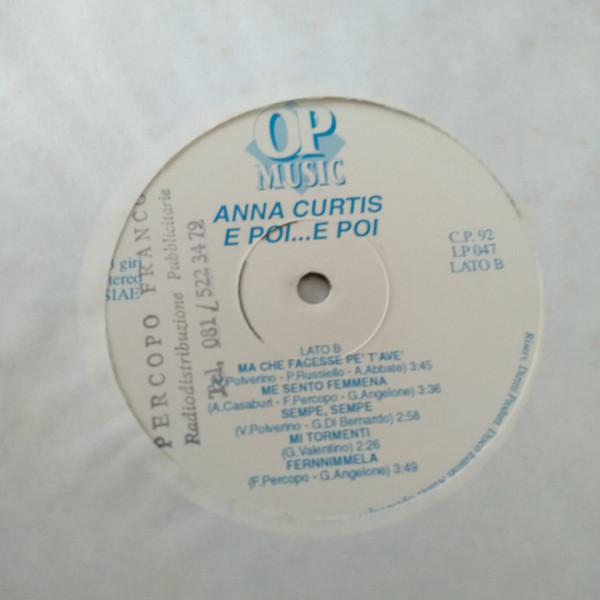 OP
MUSIC
ANNA CURTIS
E POI...E POI
C.P. 92
LP 047
LATO B
PERCOPO FRANCO
Radiodistribuzione Pubblicitarie
Tel. 081/522 34 79
giri
SIAE
LATO B
MA CHE FACESSE PE' T'AVE'
Polverino - P.Russiello - A.Abbate) 3:45
ME SENTO FEMMENA
(A.Casaburi - F.Percopo - G.Angelone) 3:36
SEMPE, SEMPE
(V.Polverino - G.Di Bernardo) 2:58
MI TORMENTI
(G.Valentino) 2:26
FERNNIMMELA
(F.Percopo - G.Angelone) 3:49